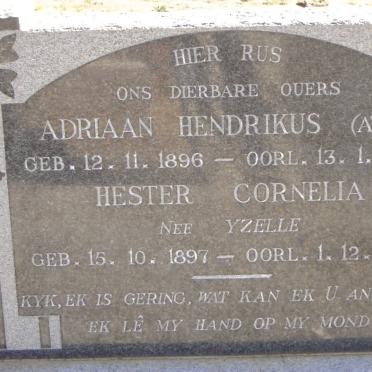 HIER RUS
ONS DIERBARE OUERS
ADRIAAN HENDRIKUS (A
GEB. 12. 11. 1896 — OORL. 13. 1.
HESTER CORNELIA
NEE YZELLE
GEB. 15. 10. 1897 — OORL. 1. 12.
KYK, EK IS GERING, WAT KAN EK U AN
EK LÊ MY HAND OP MY MOND